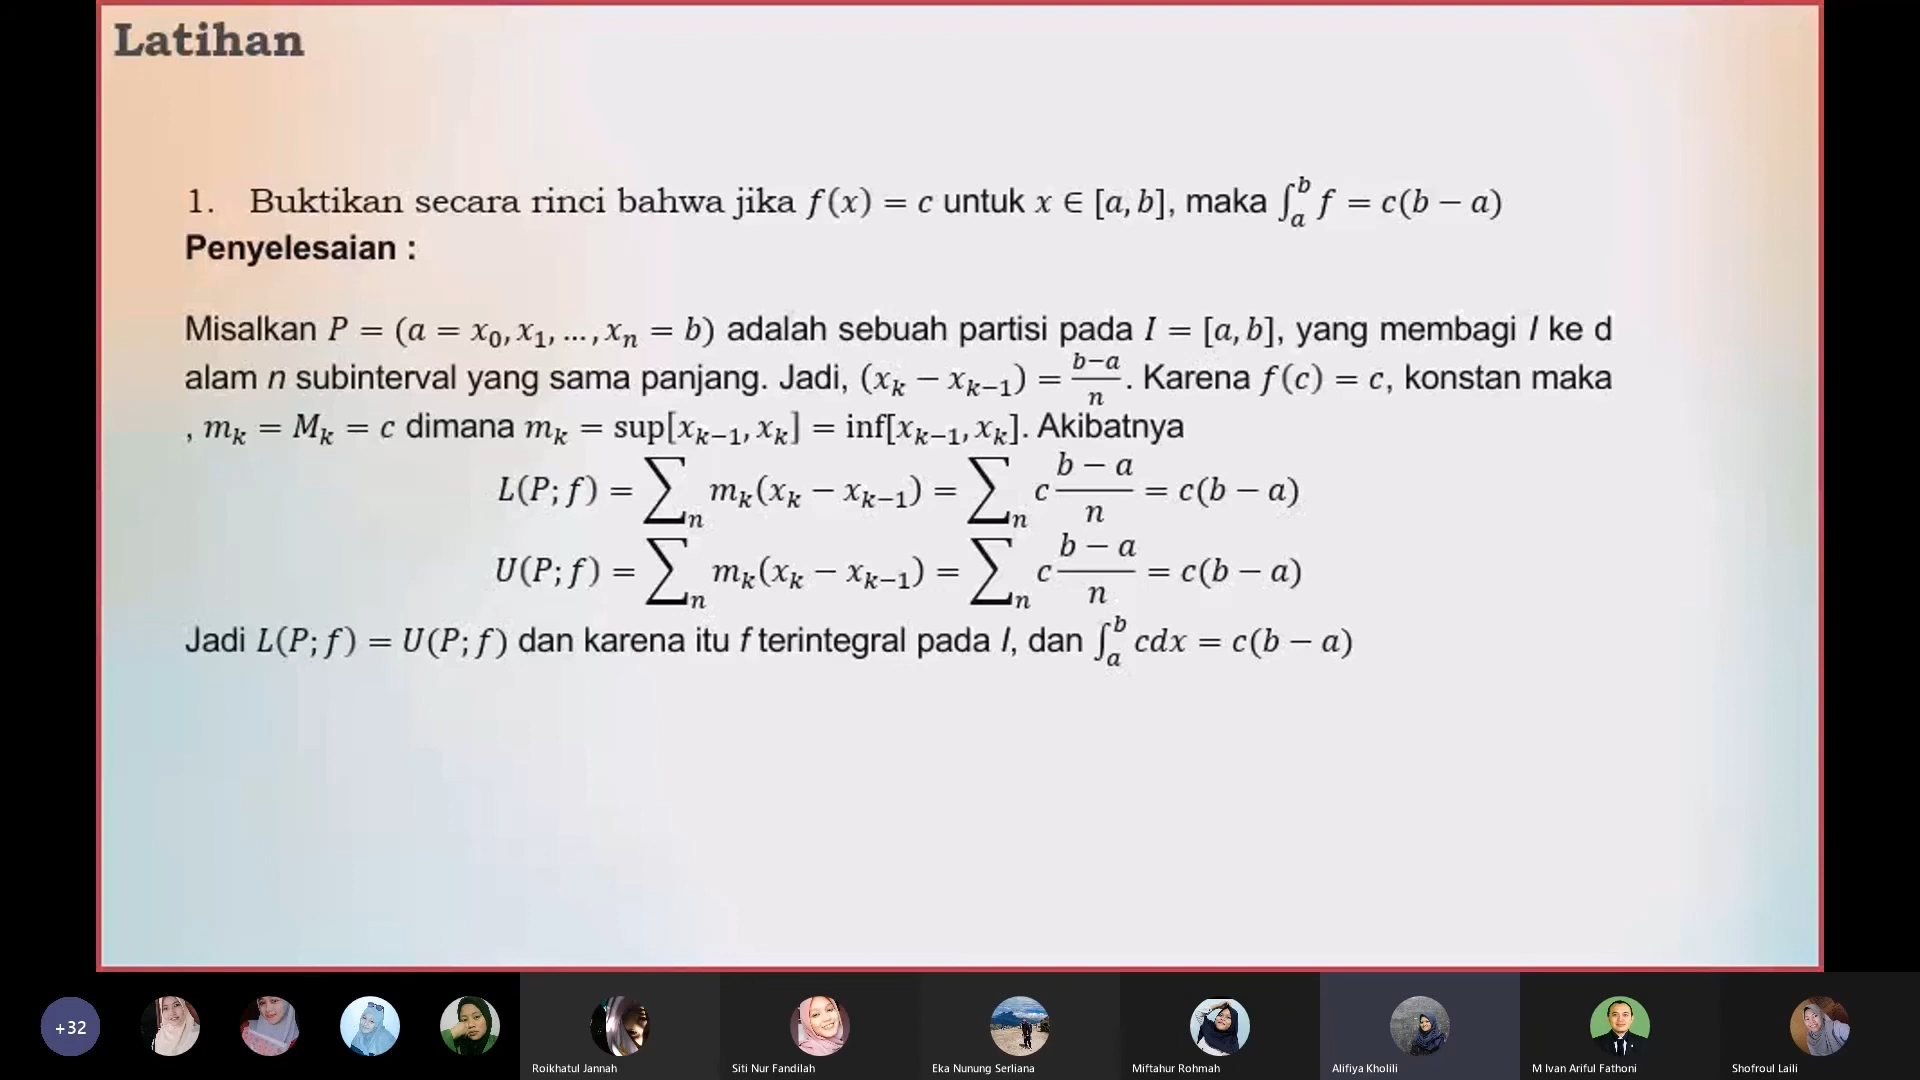 Latihan
1. Buktikan secara rinci bahwa jika f(x) = c untuk x ∈ [a, b], maka ∫ₐᵇ f = c(b − a)
Penyelesaian :
Misalkan P = (a = x₀, x₁, … , xₙ = b) adalah sebuah partisi pada I = [a, b], yang membagi I ke d
alam n subinterval yang sama panjang. Jadi, (xₖ − xₖ₋₁) = (b−a)/n. Karena f(c) = c, konstan maka
, mₖ = Mₖ = c dimana mₖ = sup[xₖ₋₁, xₖ] = inf[xₖ₋₁, xₖ]. Akibatnya
L(P; f) = ∑ₙ mₖ(xₖ − xₖ₋₁) = ∑ₙ c (b − a)/n = c(b − a)
U(P; f) = ∑ₙ mₖ(xₖ − xₖ₋₁) = ∑ₙ c (b − a)/n = c(b − a)
Jadi L(P; f) = U(P; f) dan karena itu f terintegral pada I, dan ∫ₐᵇ cdx = c(b − a)
+32
Roikhatul Jannah
Siti Nur Fandilah
Eka Nunung Serliana
Miftahur Rohmah
Alifiya Kholili
M Ivan Ariful Fathoni
Shofroul Laili